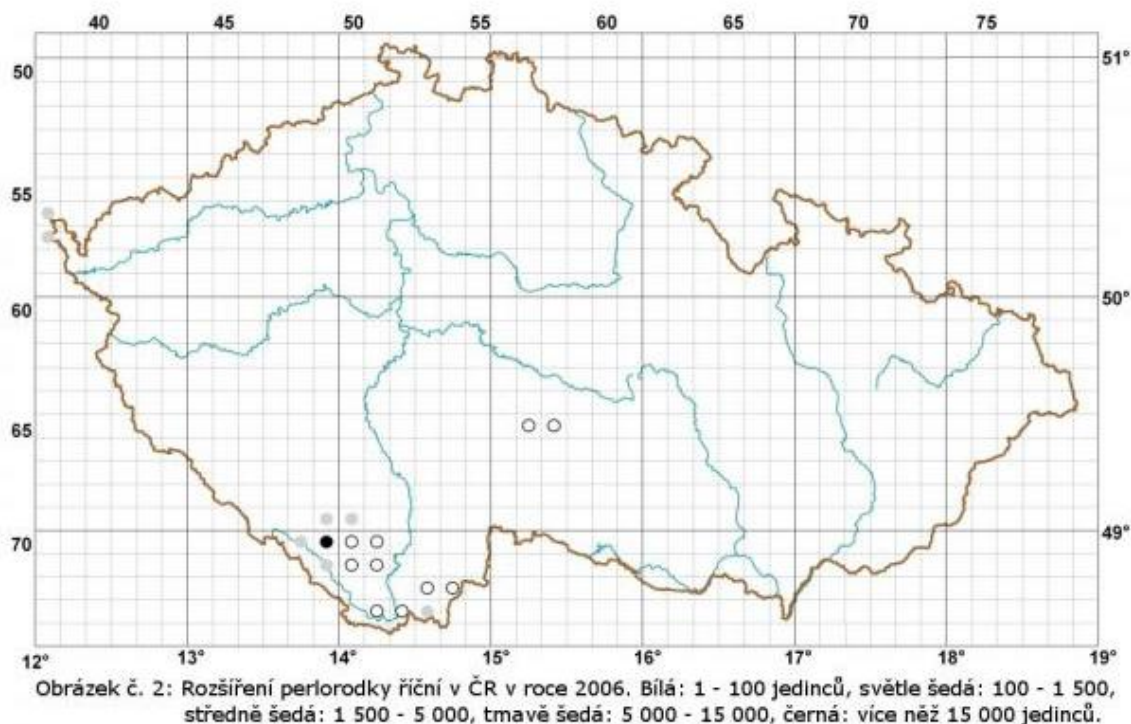 40 45 50 55 60 65 70 75
50 51°
55
60 50°
65
70 49°
12° 13° 14° 15° 16° 17° 18° 19°
Obrázek č. 2: Rozšíření perlorodky říční v ČR v roce 2006. Bílá: 1 - 100 jedinců, světle šedá: 100 - 1 500,
středně šedá: 1 500 - 5 000, tmavě šedá: 5 000 - 15 000, černá: více něž 15 000 jedinců.